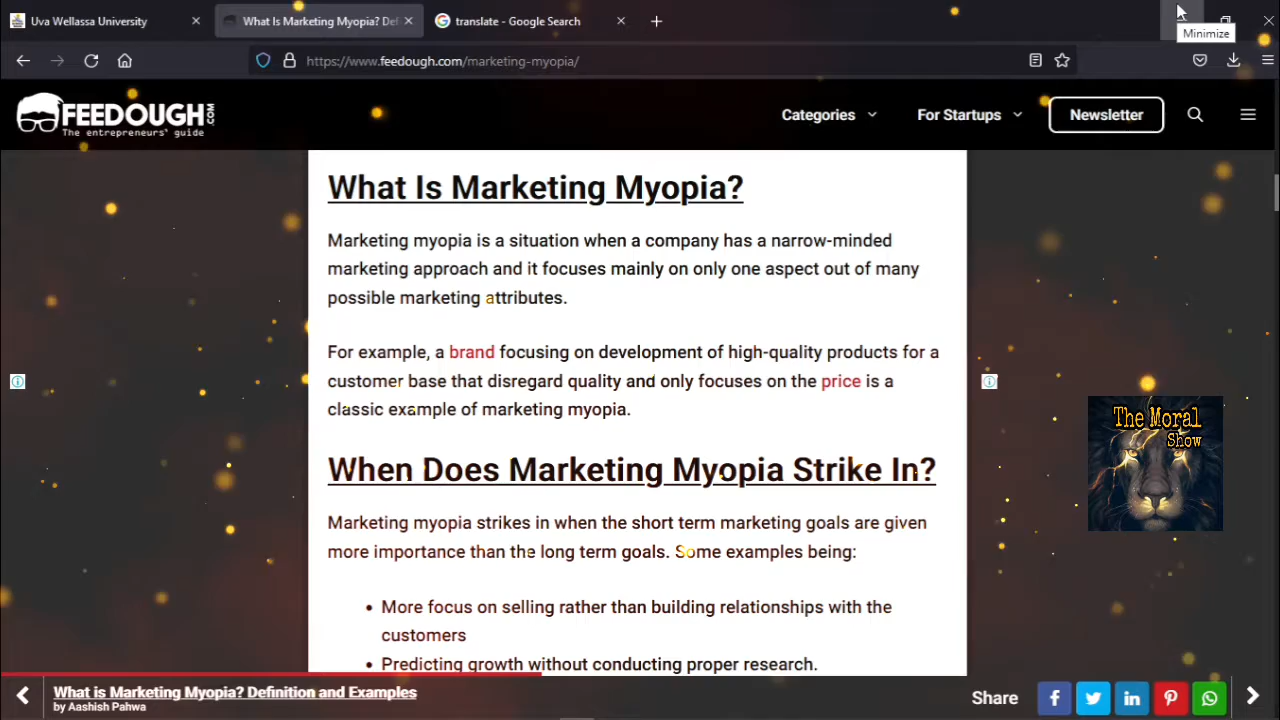 Uva Wellassa University
What Is Marketing Myopia? Def
translate - Google Search
Minimize
https://www.feedough.com/marketing-myopia/
FEEDOUGH.COM
The entrepreneurs' guide
Categories
For Startups
Newsletter
What Is Marketing Myopia?
Marketing myopia is a situation when a company has a narrow-minded
marketing approach and it focuses mainly on only one aspect out of many
possible marketing attributes.
For example, a brand focusing on development of high-quality products for a
customer base that disregard quality and only focuses on the price is a
classic example of marketing myopia.
The Moral
Show
When Does Marketing Myopia Strike In?
Marketing myopia strikes in when the short term marketing goals are given
more importance than the long term goals. Some examples being:
• More focus on selling rather than building relationships with the
customers
• Predicting growth without conducting proper research.
What is Marketing Myopia? Definition and Examples
by Aashish Pahwa
Share